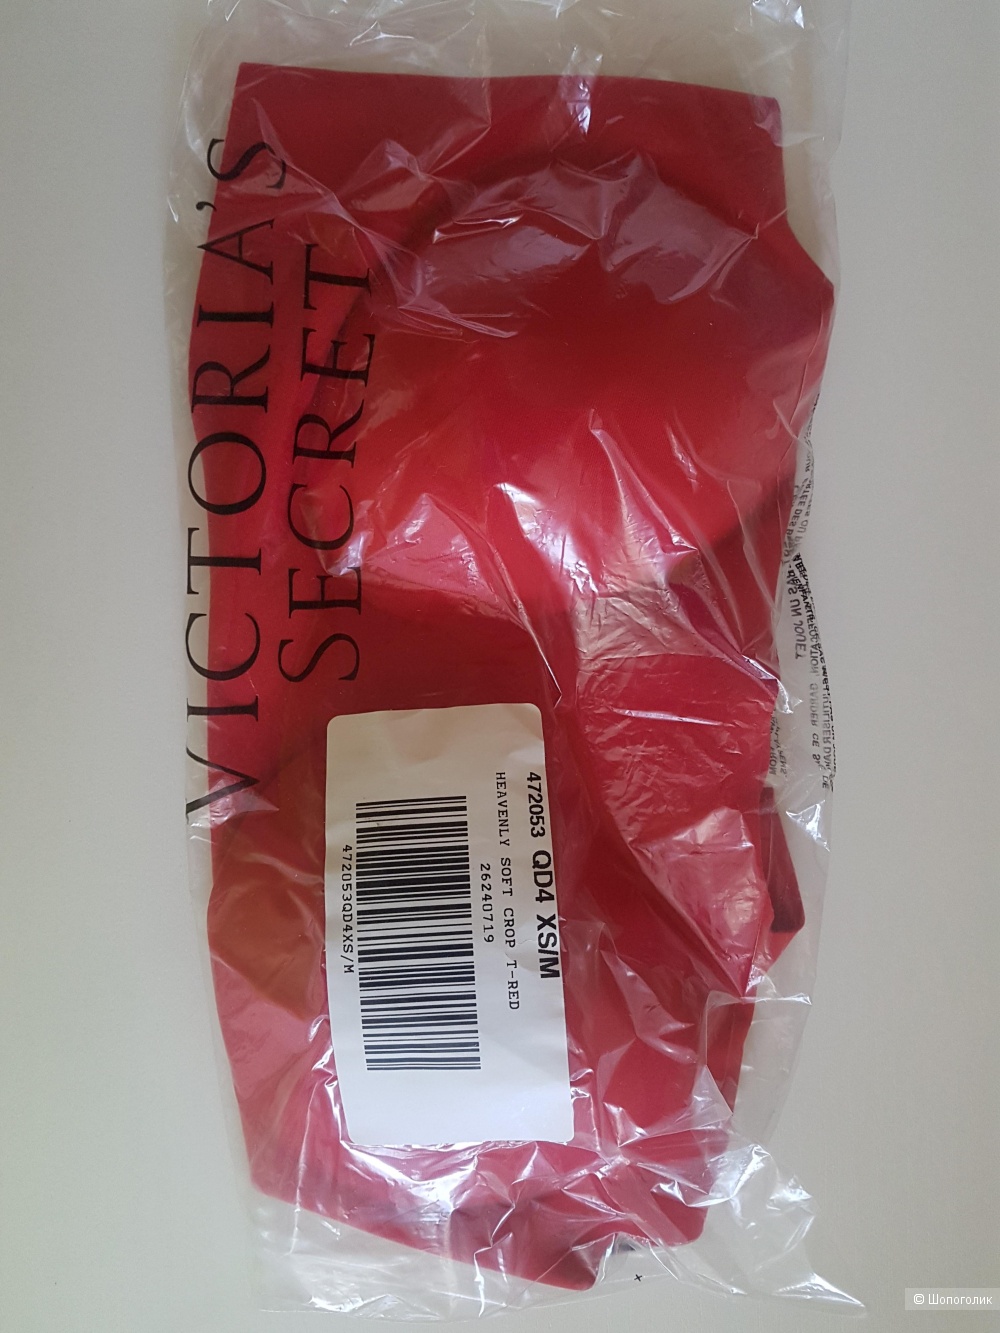 VICTORIA'S
SECRET
472053 QD4 XS/M
HEAVENLY SOFT CROP T-RED
26240719
472053QD4XS/M
© Шопоголик